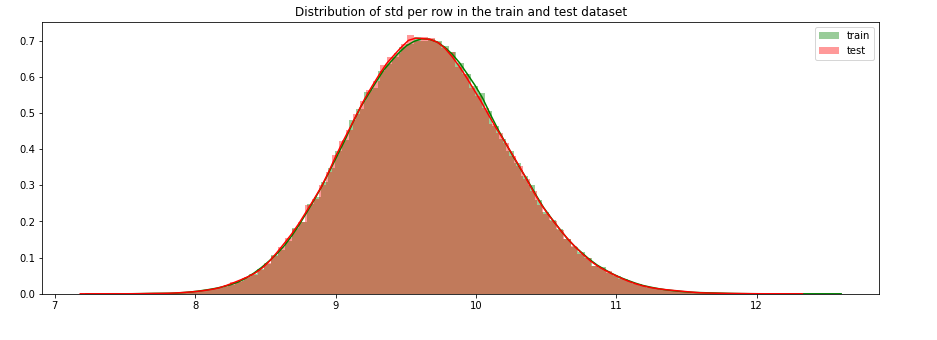 Distribution of std per row in the train and test dataset
train
test
0.7
0.6
0.5
0.4
0.3
0.2
0.1
0.0
7 8 9 10 11 12